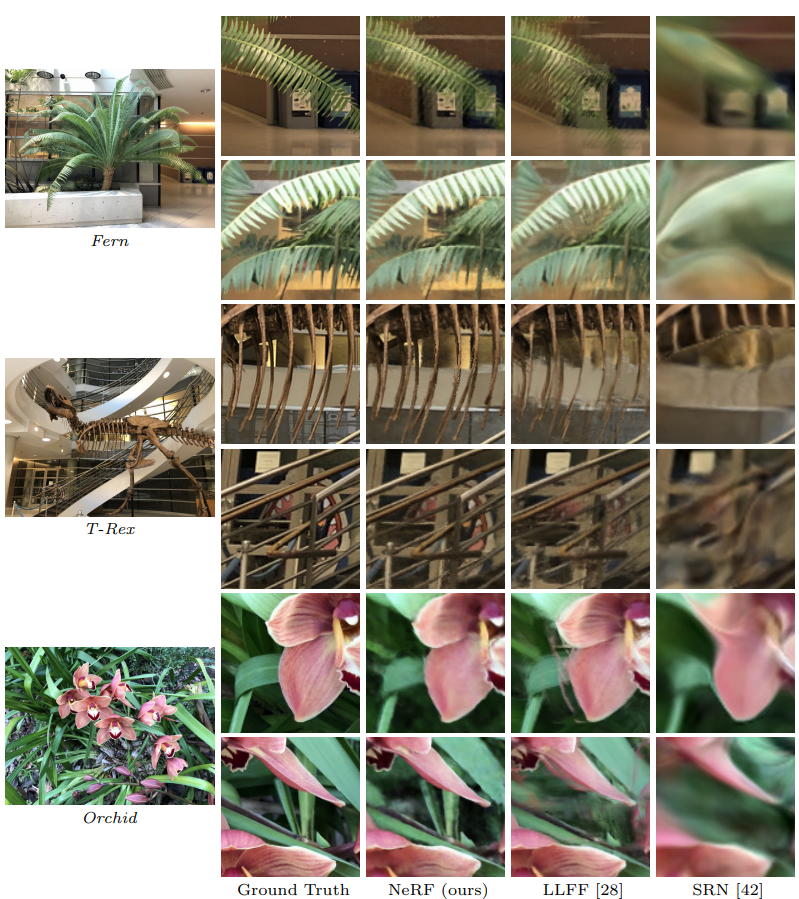 Fern
T-Rex
Orchid
Ground Truth
NeRF (ours)
LLFF [28]
SRN [42]